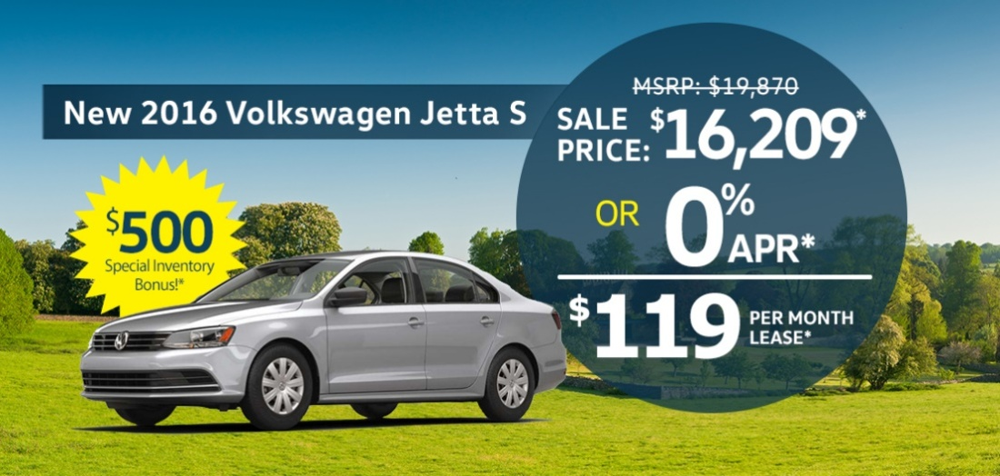 New 2016 Volkswagen Jetta S
MSRP: $19,870
SALE PRICE: $16,209*
OR 0% APR*
$119 PER MONTH LEASE*
$500
Special Inventory
Bonus!*